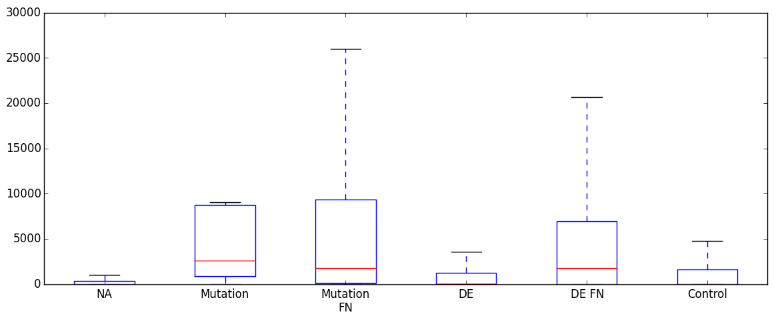 30000
25000
20000
15000
10000
5000
0
NA
Mutation
Mutation
FN
DE
DE FN
Control